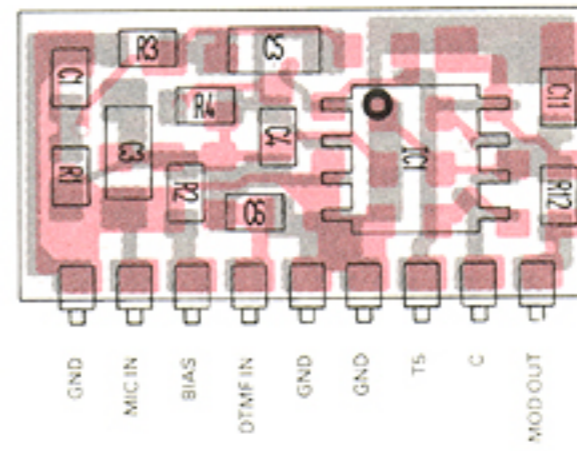 R3
C5
C1
C11
R4
C4
C3
IC1
R1
R2
C6
R12
GND
MIC IN
BIAS
DTMF IN
GND
GND
TS
C
MOD OUT